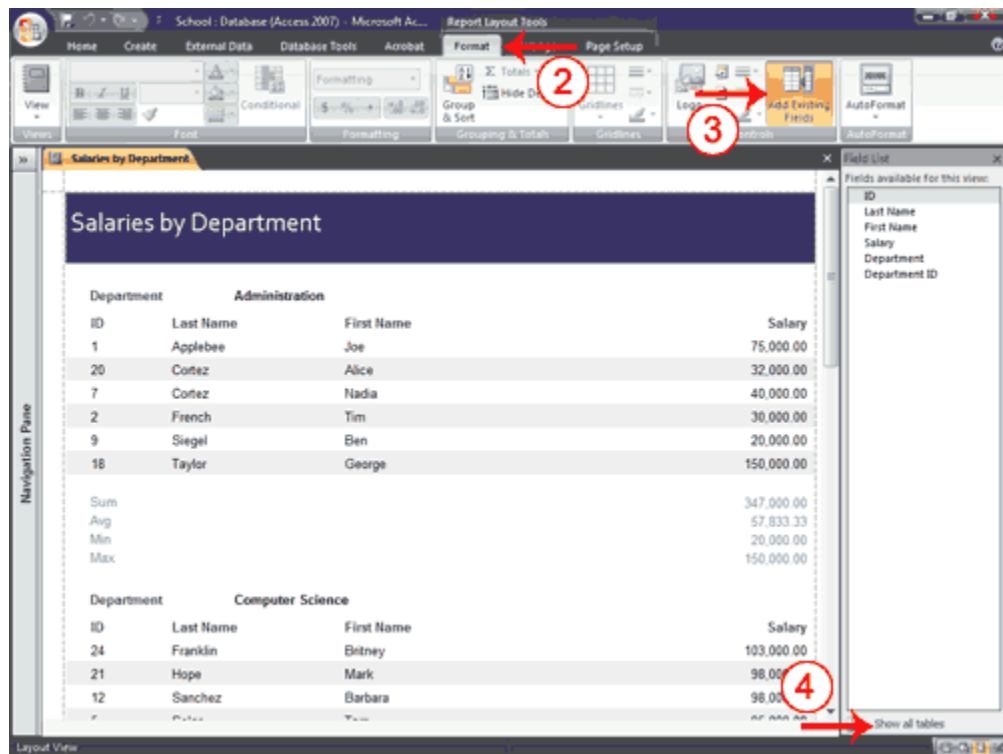 School : Database (Access 2007) - Microsoft Ac...
Report Layout Tools
Home Create External Data Database Tools Acrobat Format Page Setup
View
B I U
Conditional
Formatting
$ %
Group & Sort
Σ Totals
Hide De
2
Gridlines
Logo
3
Add Existing Fields
AutoFormat
Views Font Formatting Grouping & Totals Gridlines AutoFormat
Salaries by Department
Field List
Fields available for this view:
ID
Last Name
First Name
Salary
Department
Department ID
Navigation Pane
Salaries by Department
Department Administration
ID Last Name First Name Salary
1 Applebee Joe 75,000.00
20 Cortez Alice 32,000.00
7 Cortez Nadia 40,000.00
2 French Tim 30,000.00
9 Siegel Ben 20,000.00
18 Taylor George 150,000.00
Sum 347,000.00
Avg 57,833.33
Min 20,000.00
Max 150,000.00
Department Computer Science
ID Last Name First Name Salary
24 Franklin Britney 103,000.00
21 Hope Mark 98,00
12 Sanchez Barbara 98,00
4
Show all tables
Layout View